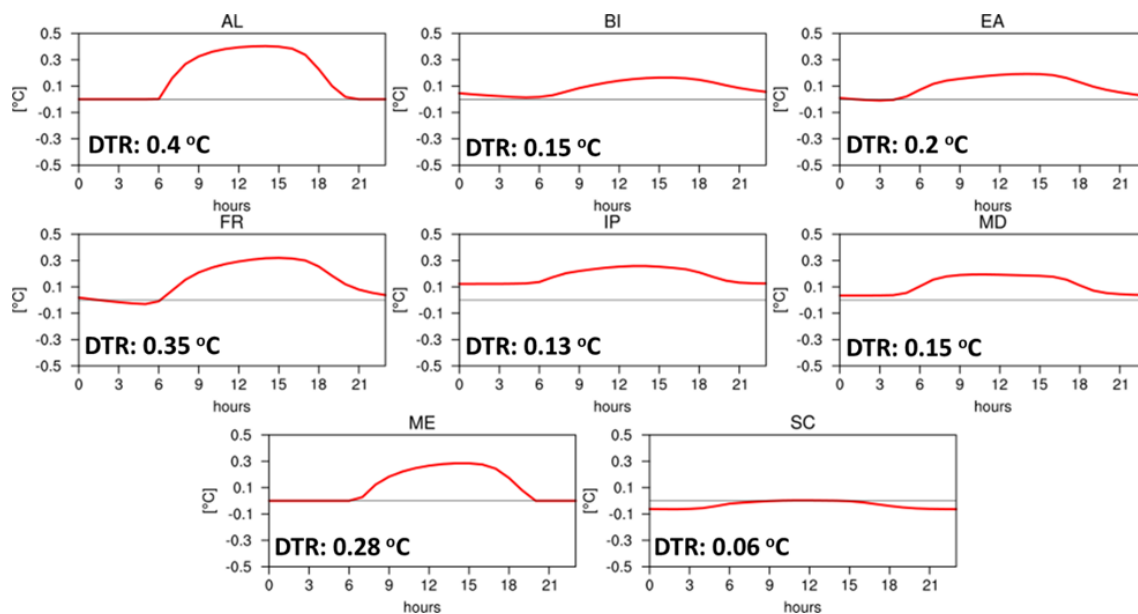 AL
[°C]
0.5
0.3
0.1
-0.1
-0.3
-0.5
DTR: 0.4 °C
0 3 6 9 12 15 18 21
hours
BI
[°C]
0.5
0.3
0.1
-0.1
-0.3
-0.5
DTR: 0.15 °C
0 3 6 9 12 15 18 21
hours
EA
[°C]
0.5
0.3
0.1
-0.1
-0.3
-0.5
DTR: 0.2 °C
0 3 6 9 12 15 18 21
hours
FR
[°C]
0.5
0.3
0.1
-0.1
-0.3
-0.5
DTR: 0.35 °C
0 3 6 9 12 15 18 21
hours
IP
[°C]
0.5
0.3
0.1
-0.1
-0.3
-0.5
DTR: 0.13 °C
0 3 6 9 12 15 18 21
hours
MD
[°C]
0.5
0.3
0.1
-0.1
-0.3
-0.5
DTR: 0.15 °C
0 3 6 9 12 15 18 21
hours
ME
[°C]
0.5
0.3
0.1
-0.1
-0.3
-0.5
DTR: 0.28 °C
0 3 6 9 12 15 18 21
hours
SC
[°C]
0.5
0.3
0.1
-0.1
-0.3
-0.5
DTR: 0.06 °C
0 3 6 9 12 15 18 21
hours